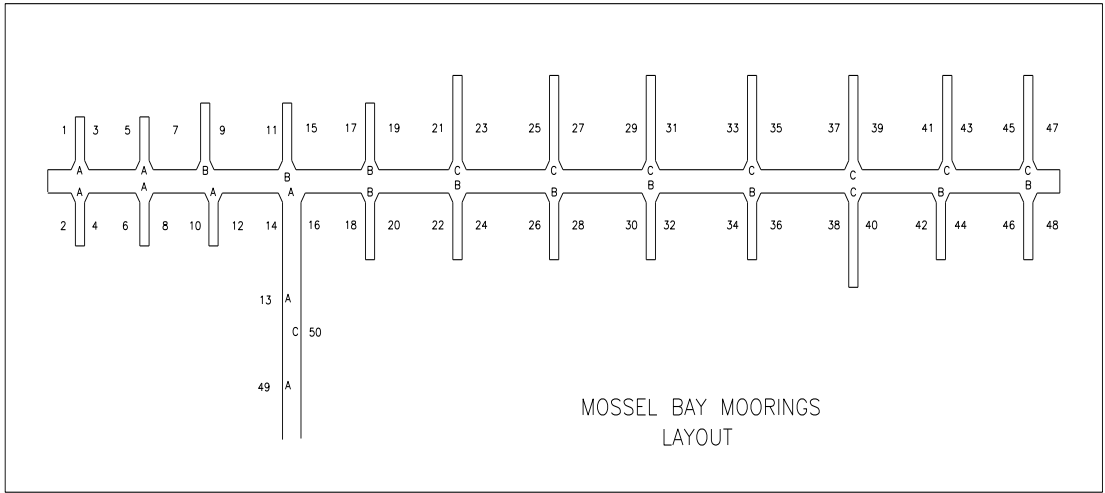 1 3 5 7 9 11 15 17 19 21 23 25 27 29 31 33 35 37 39 41 43 45 47
A A B B B C C C C C C C
A A A A B B B B B C B B
2 4 6 8 10 12 14 16 18 20 22 24 26 28 30 32 34 36 38 40 42 44 46 48
13 A
C 50
49 A
MOSSEL BAY MOORINGS
LAYOUT